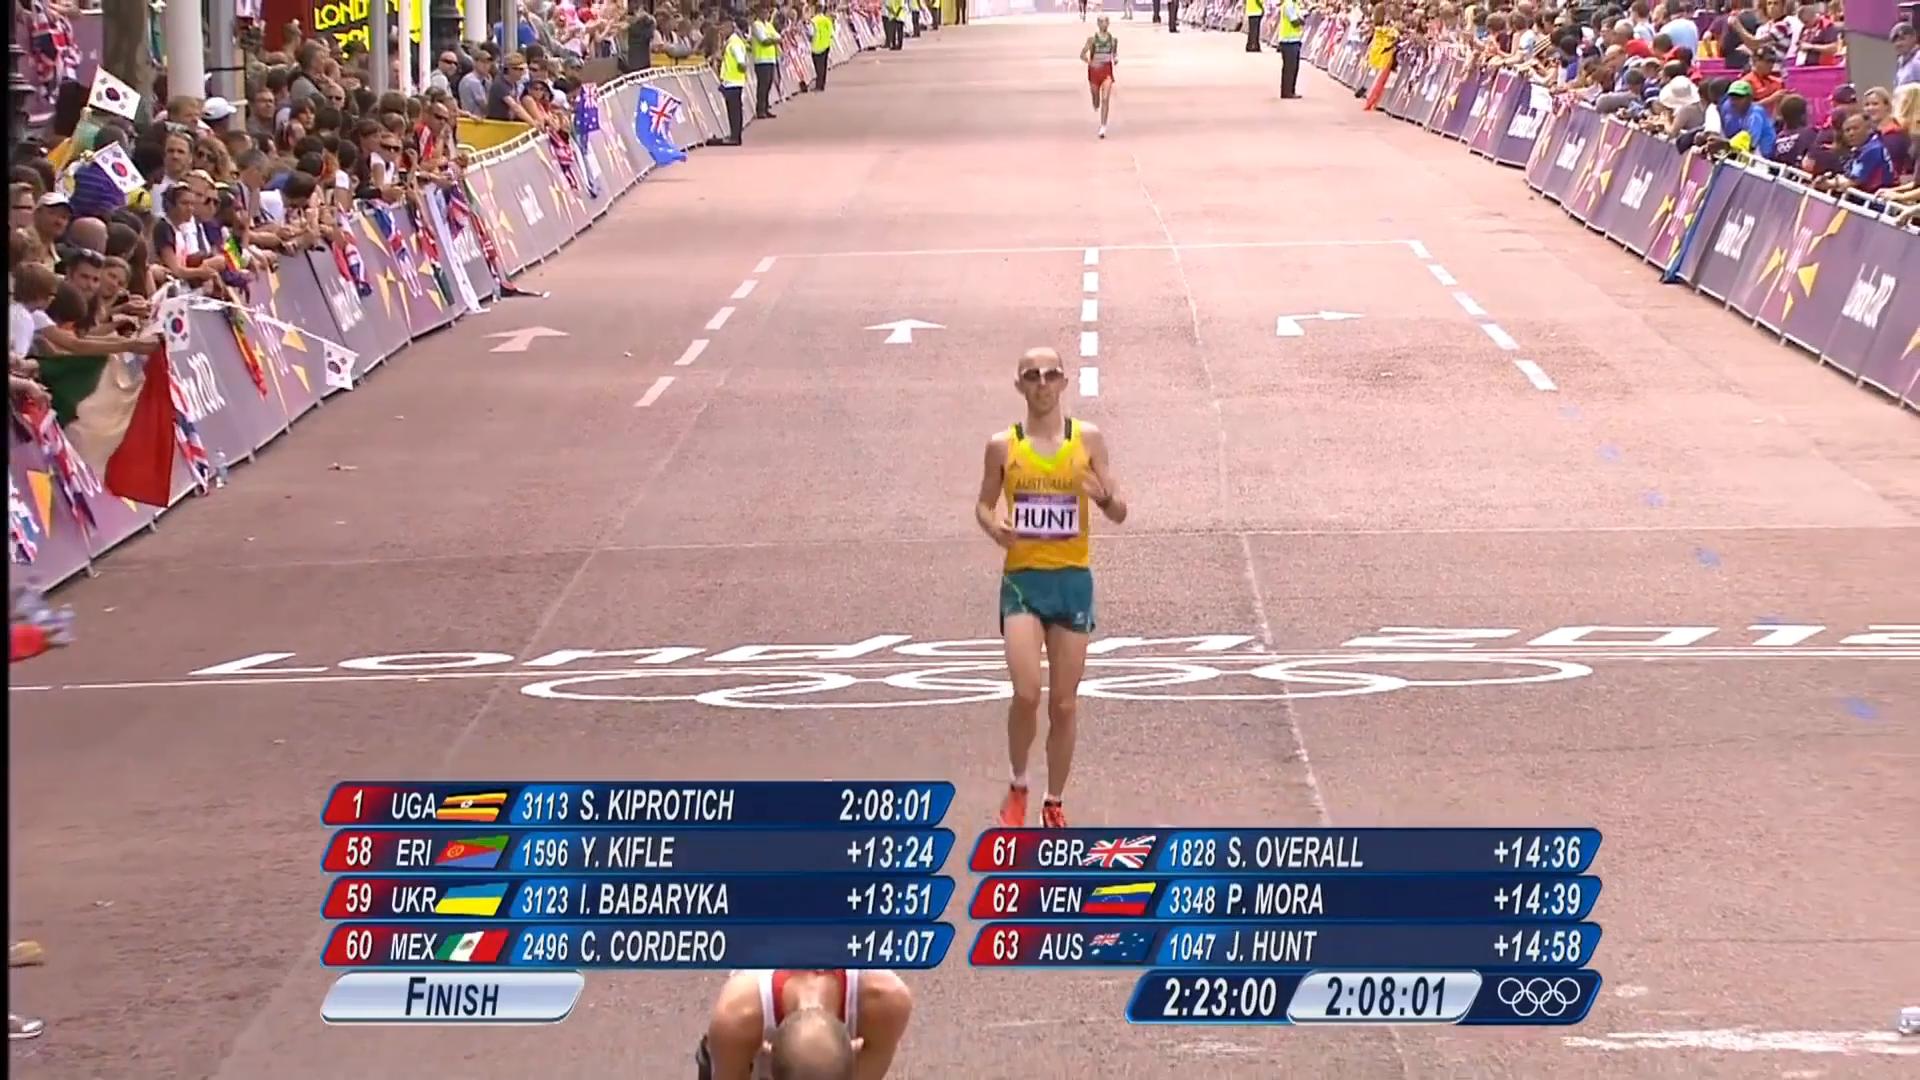 LONDON
AUSTRALIA
HUNT
London 2012
1 UGA 3113 S. KIPROTICH 2:08:01
58 ERI 1596 Y. KIFLE +13:24
59 UKR 3123 I. BABARYKA +13:51
60 MEX 2496 C. CORDERO +14:07
61 GBR 1828 S. OVERALL +14:36
62 VEN 3348 P. MORA +14:39
63 AUS 1047 J. HUNT +14:58
FINISH
2:23:00 2:08:01